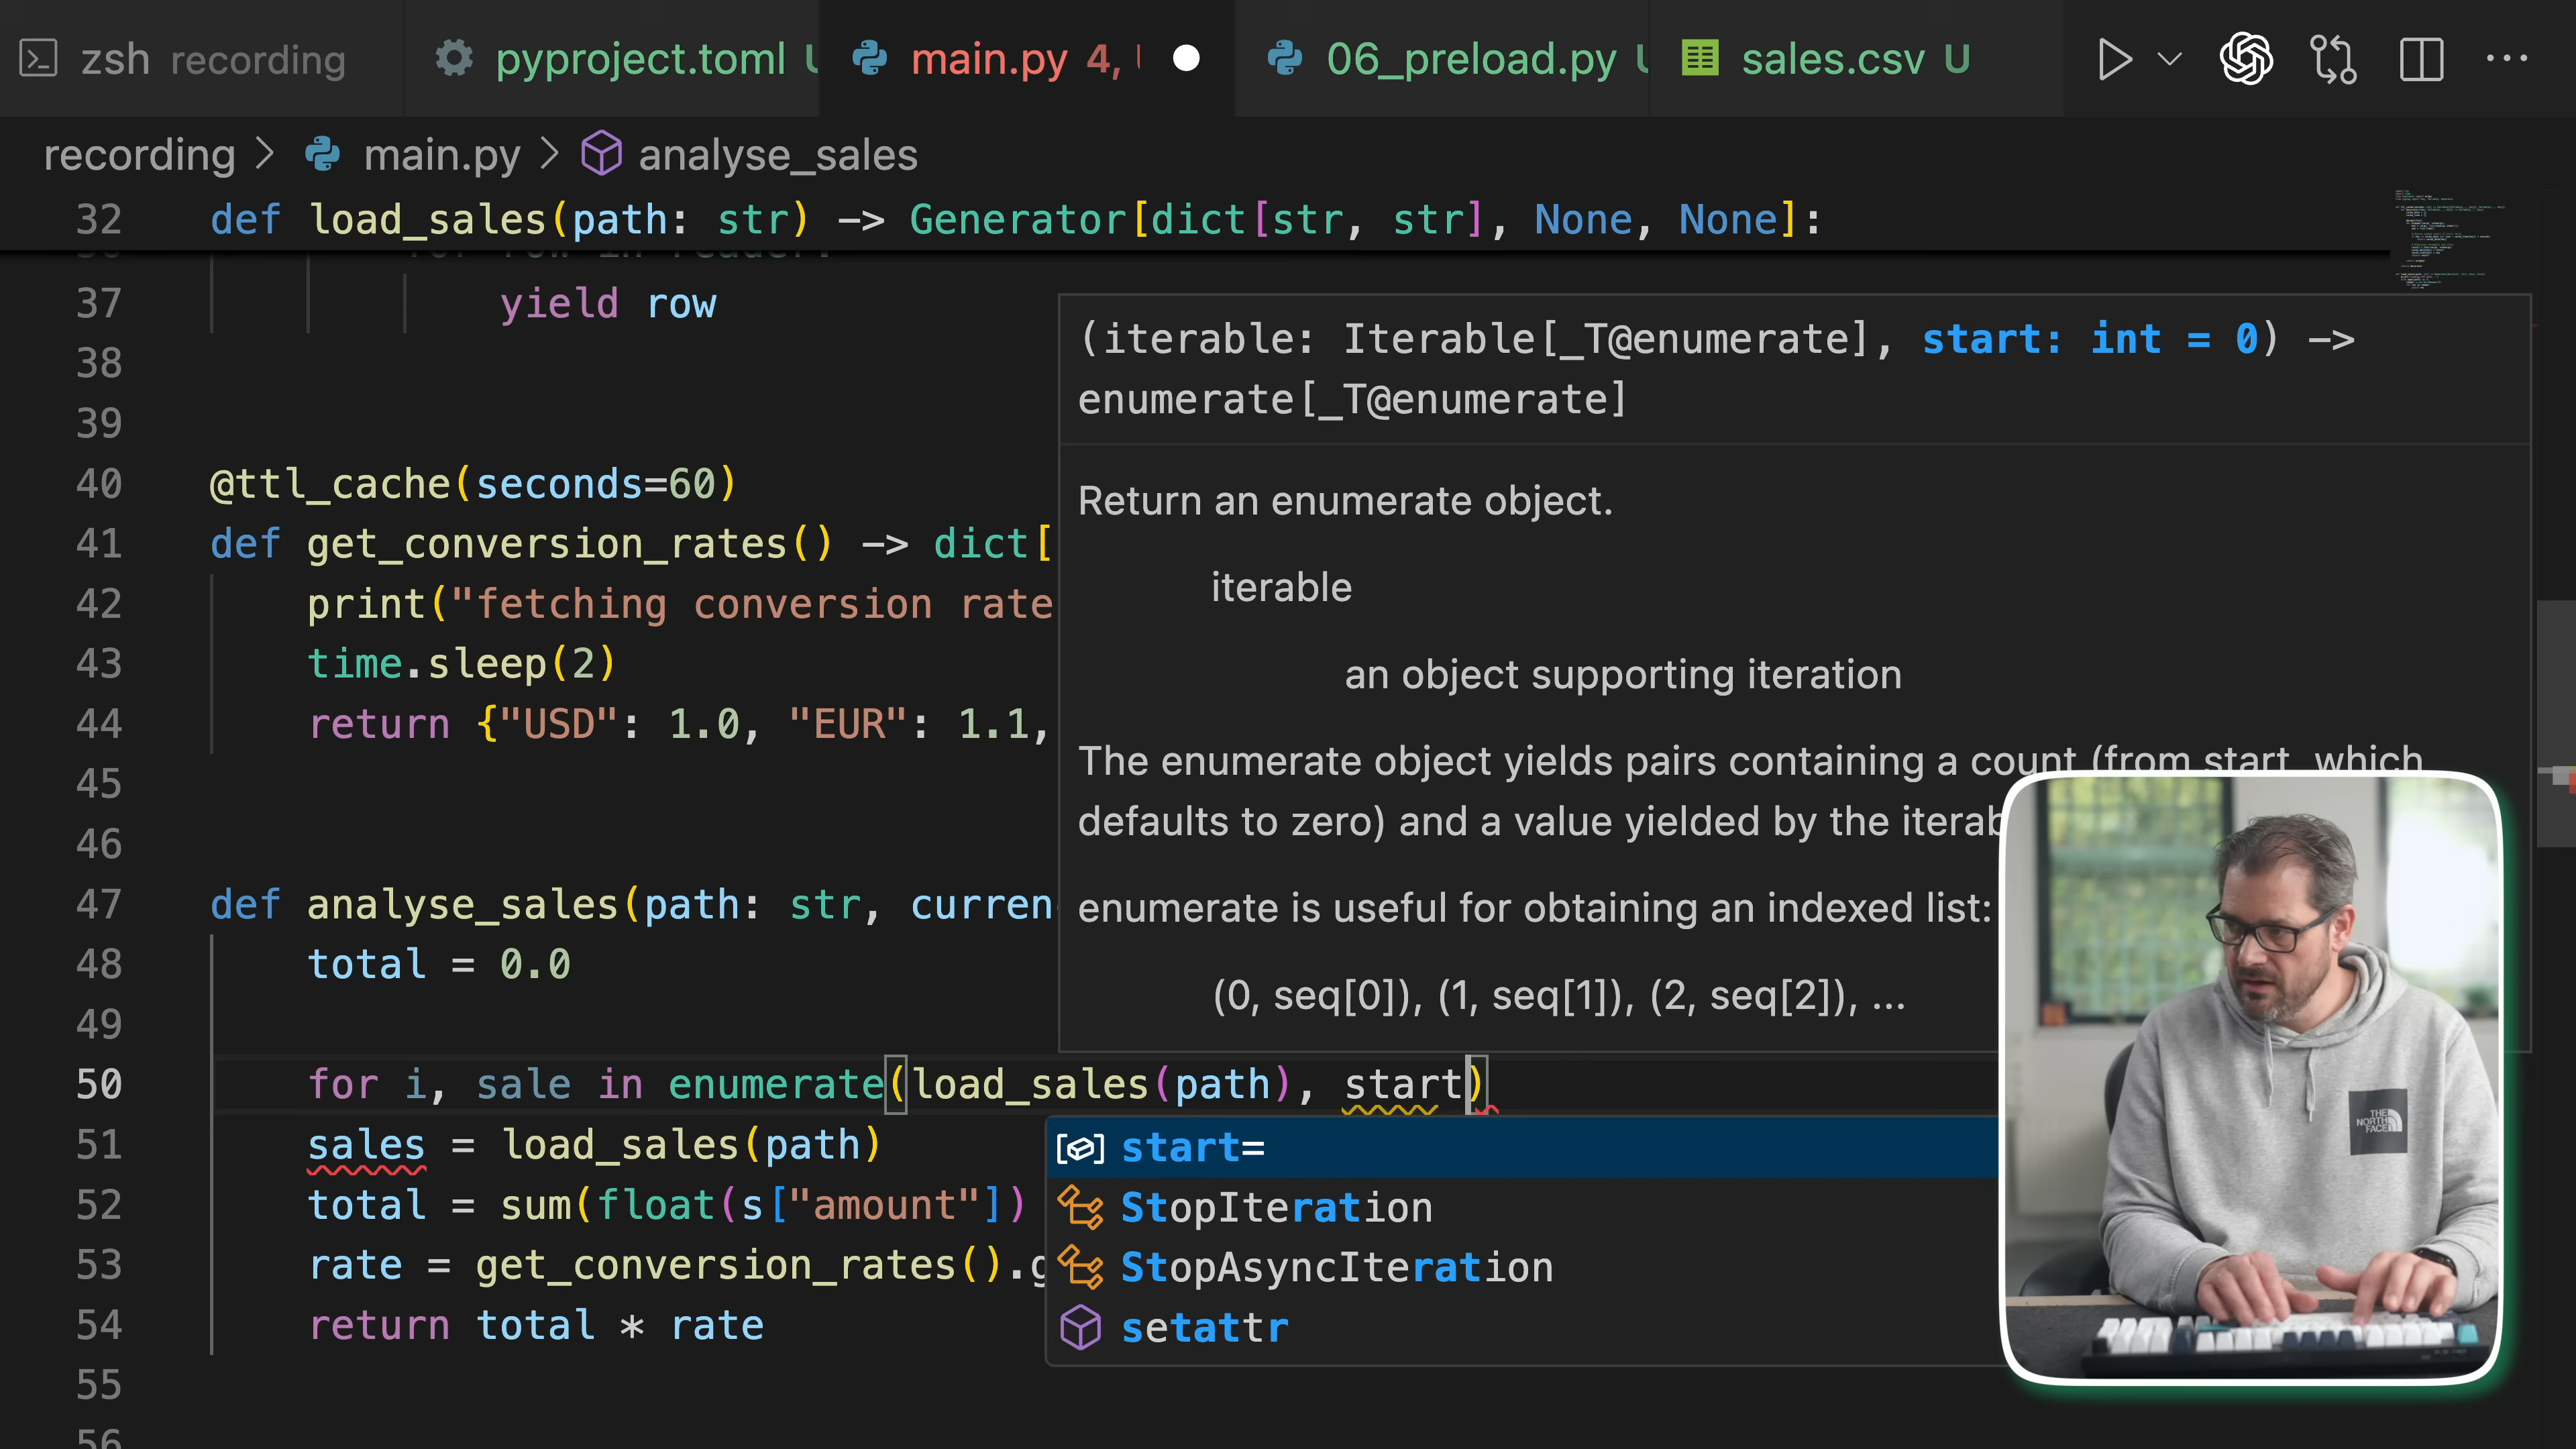 zsh recording
pyproject.toml U
main.py 4, U
06_preload.py U
sales.csv U
recording > main.py > analyse_sales
32 def load_sales(path: str) -> Generator[dict[str, str], None, None]:
for row in reader:
37 yield row
38
39
40 @ttl_cache(seconds=60)
41 def get_conversion_rates() -> dict[
42 print("fetching conversion rate
43 time.sleep(2)
44 return {"USD": 1.0, "EUR": 1.1,
45
46
47 def analyse_sales(path: str, curren
48 total = 0.0
49
50 for i, sale in enumerate(load_sales(path), start)
51 sales = load_sales(path)
52 total = sum(float(s["amount"])
53 rate = get_conversion_rates().g
54 return total * rate
55
56
(iterable: Iterable[_T@enumerate], start: int = 0) ->
enumerate[_T@enumerate]
Return an enumerate object.
iterable
an object supporting iteration
The enumerate object yields pairs containing a count (from start, which
defaults to zero) and a value yielded by the iterab
enumerate is useful for obtaining an indexed list:
(0, seq[0]), (1, seq[1]), (2, seq[2]), ...
start=
StopIteration
StopAsyncIteration
setattr
THE
NORTH
FACE